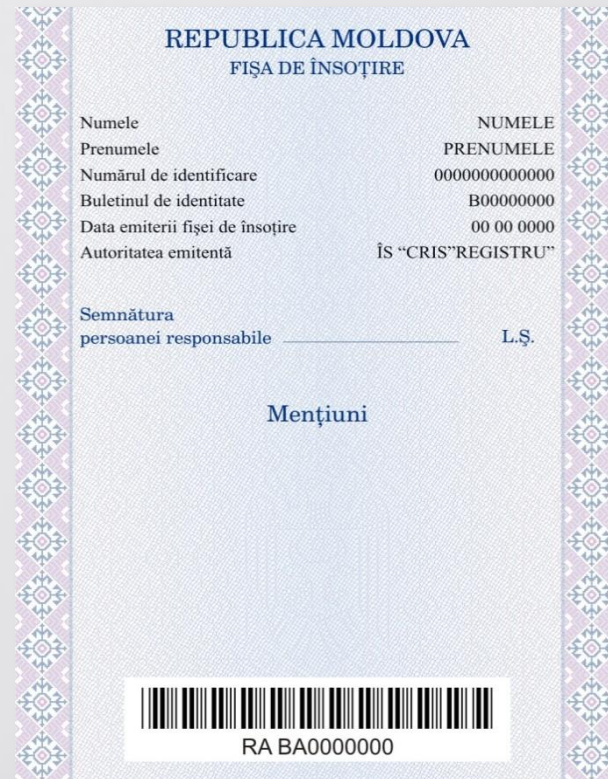 REPUBLICA MOLDOVA
FIŞA DE ÎNSOŢIRE
Numele NUMELE
Prenumele PRENUMELE
Numărul de identificare 0000000000000
Buletinul de identitate B00000000
Data emiterii fişei de însoţire 00 00 0000
Autoritatea emitentă ÎS “CRIS”REGISTRU”
Semnătura
persoanei responsabile L.Ş.
Menţiuni
RA BA0000000